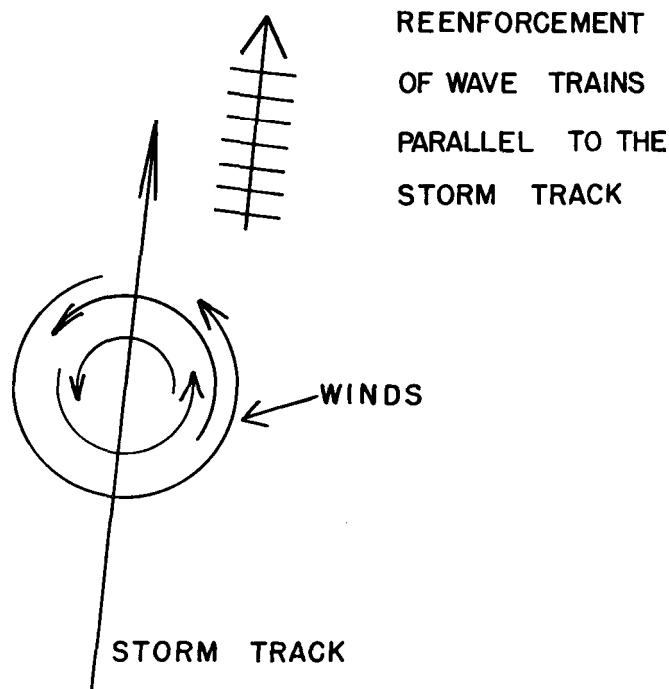 REENFORCEMENT
OF WAVE TRAINS
PARALLEL TO THE
STORM TRACK
WINDS
STORM TRACK